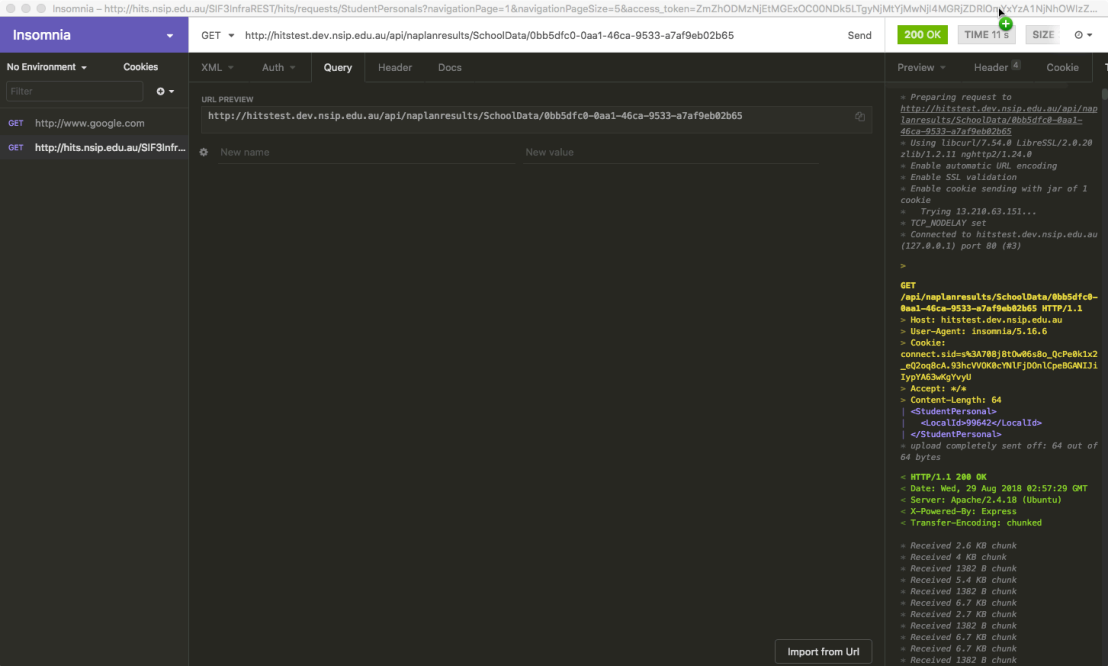 Insomnia – http://hits.nsip.edu.au/SIF3InfraREST/hits/requests/StudentPersonals?navigationPage=1&navigationPageSize=5&access_token=
Insomnia
GET http://hitstest.dev.nsip.edu.au/api/naplanresults/SchoolData/0bb5dfc0-0aa1-46ca-9533-a7af9eb02b65 Send
200 OK TIME 11 s SIZE
No Environment Cookies
XML Auth Query Header Docs
Preview Header 4 Cookie
Filter
URL PREVIEW
http://hitstest.dev.nsip.edu.au/api/naplanresults/SchoolData/0bb5dfc0-0aa1-46ca-9533-a7af9eb02b65
GET http://www.google.com
GET http://hits.nsip.edu.au/SIF3Infr...
New name New value
* Preparing request to
http://hitstest.dev.nsip.edu.au/api/nap
lanresults/SchoolData/0bb5dfc0-0aa1-
46ca-9533-a7af9eb02b65
* Using libcurl/7.54.0 LibreSSL/2.0.20
zlib/1.2.11 nghttp2/1.24.0
* Enable automatic URL encoding
* Enable SSL validation
* Enable cookie sending with jar of 1
cookie
* Trying 13.210.63.151...
* TCP_NODELAY set
* Connected to hitstest.dev.nsip.edu.au
(127.0.0.1) port 80 (#3)
>
GET
/api/naplanresults/SchoolData/0bb5dfc0-
0aa1-46ca-9533-a7af9eb02b65 HTTP/1.1
> Host: hitstest.dev.nsip.edu.au
> User-Agent: insomnia/5.16.6
> Cookie:
> Accept: */*
> Content-Length: 64
| <StudentPersonal>
| <LocalId>99642</LocalId>
| </StudentPersonal>
* upload completely sent off: 64 out of
64 bytes
< HTTP/1.1 200 OK
< Date: Wed, 29 Aug 2018 02:57:29 GMT
< Server: Apache/2.4.18 (Ubuntu)
< X-Powered-By: Express
< Transfer-Encoding: chunked
* Received 2.6 KB chunk
* Received 4 KB chunk
* Received 1382 B chunk
* Received 5.4 KB chunk
* Received 1382 B chunk
* Received 6.7 KB chunk
* Received 2.7 KB chunk
* Received 1382 B chunk
* Received 6.7 KB chunk
* Received 6.7 KB chunk
* Received 1382 B chunk
Import from Url